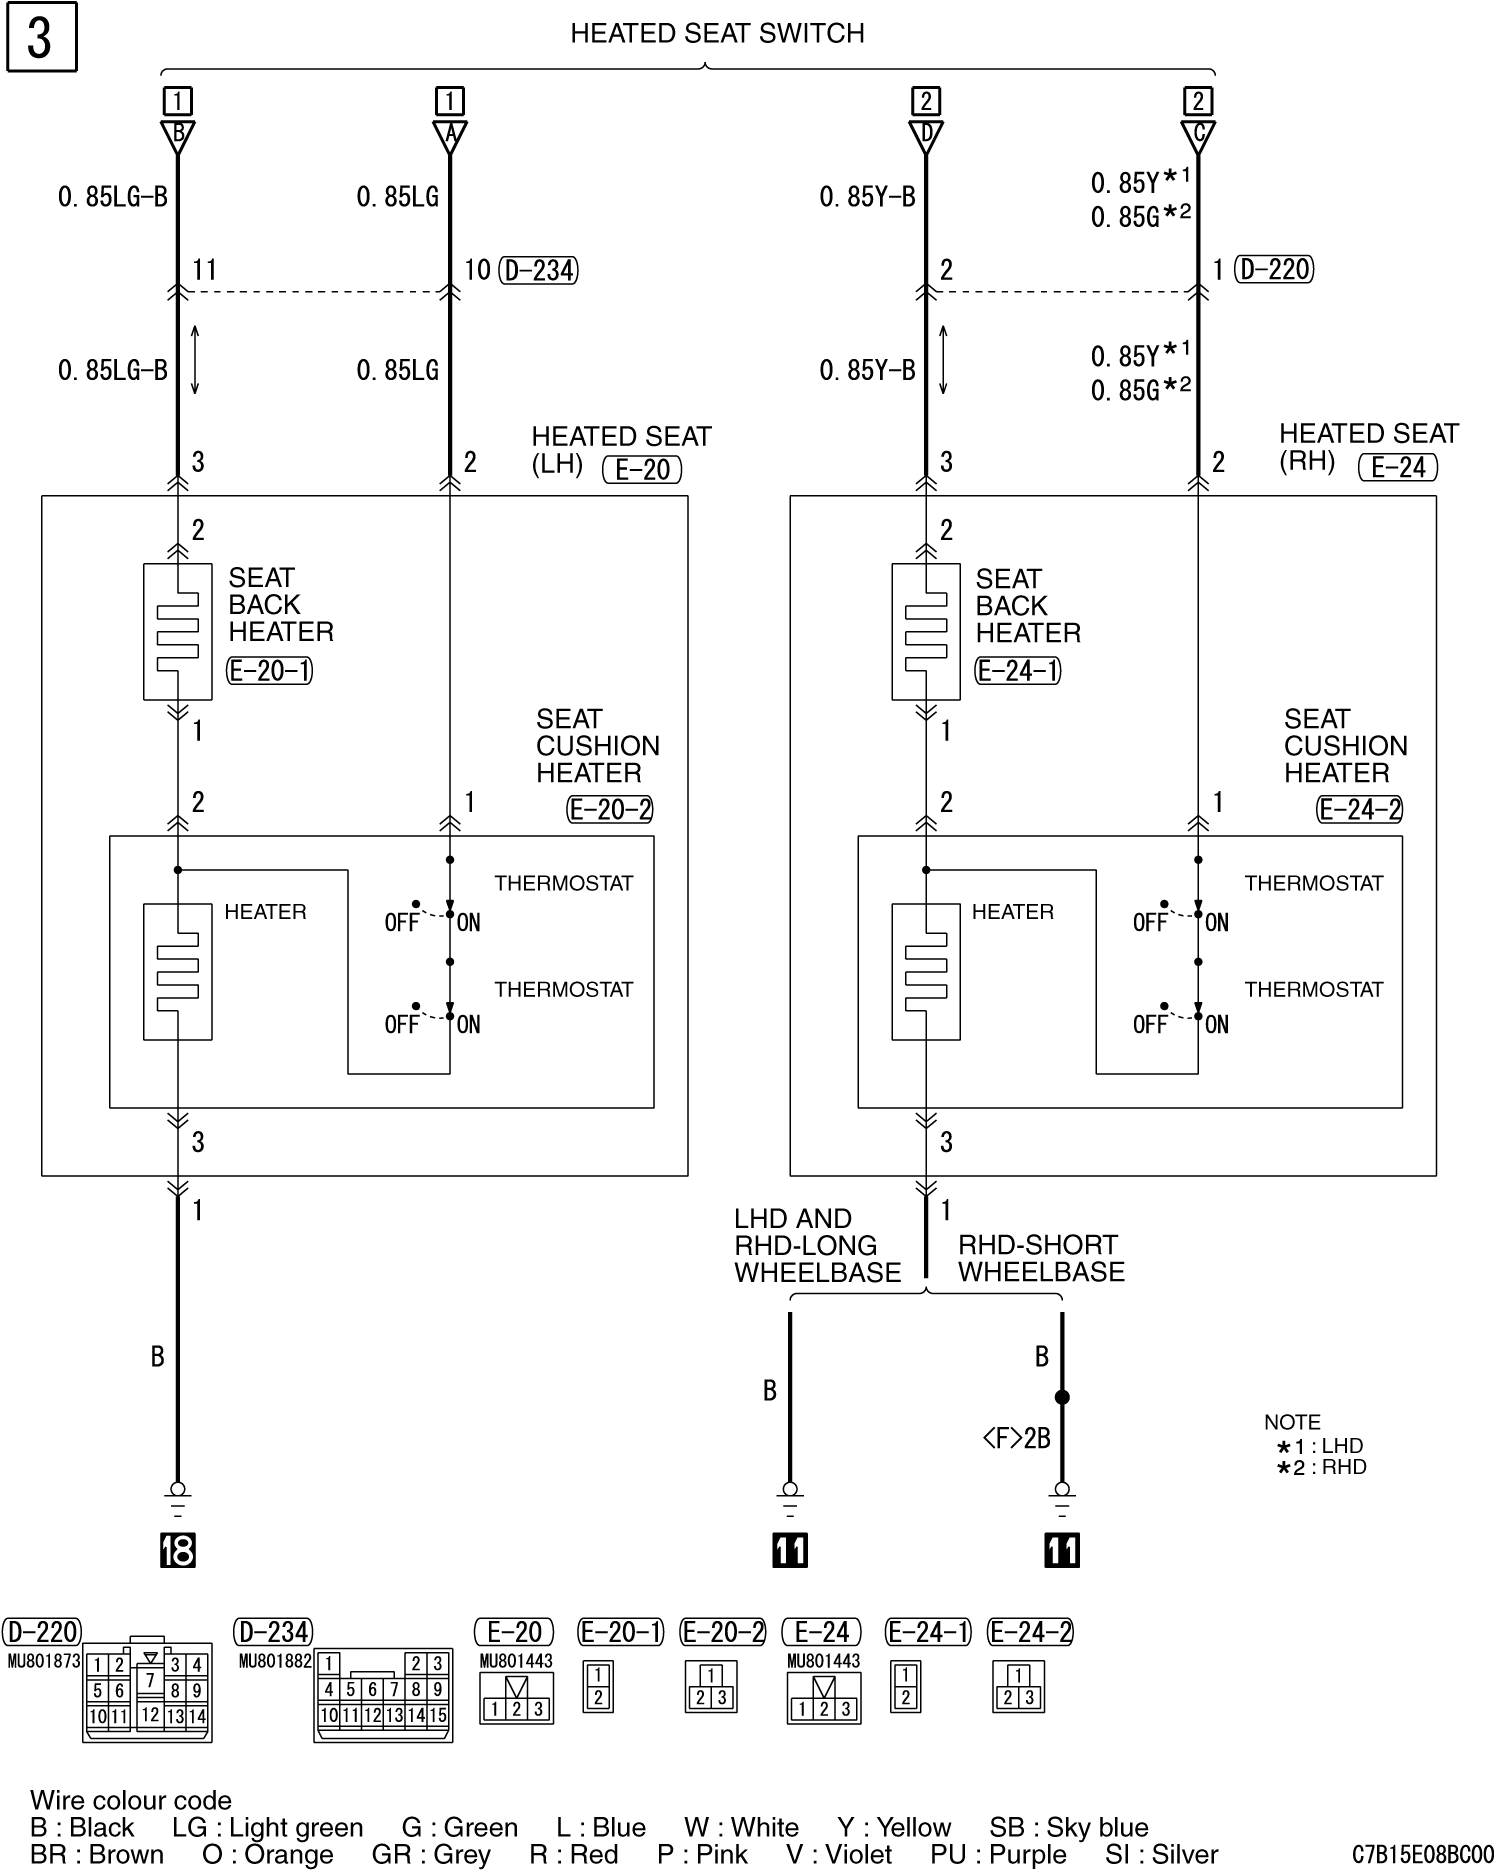 3
HEATED SEAT SWITCH
1 1 2 2
B A D C
0.85LG-B 0.85LG 0.85Y-B 0.85Y*1
0.85G*2
11 10 D-234 2 1 D-220
0.85LG-B 0.85LG 0.85Y-B 0.85Y*1
0.85G*2
HEATED SEAT
(LH) E-20
HEATED SEAT
(RH) E-24
3 2 3 2
2 2
SEAT
BACK
HEATER
E-20-1
SEAT
BACK
HEATER
E-24-1
1 1
SEAT
CUSHION
HEATER
E-20-2
SEAT
CUSHION
HEATER
E-24-2
2 1 2 1
THERMOSTAT THERMOSTAT
HEATER HEATER
OFF ON OFF ON
THERMOSTAT THERMOSTAT
OFF ON OFF ON
3 3
1 1
LHD AND
RHD-LONG
WHEELBASE
RHD-SHORT
WHEELBASE
B B B
<F>2B
NOTE
*1 : LHD
*2 : RHD
18 11 11
D-220 D-234 E-20 E-20-1 E-20-2 E-24 E-24-1 E-24-2
MU801873 MU801882 MU801443 MU801443
1 2 7 3 4
5 6 8 9
10 11 12 13 14
1 2 3
4 5 6 7 8 9
10 11 12 13 14 15
1 2 3
1
2
1
2 3
1 2 3
1
2
1
2 3
Wire colour code
B : Black LG : Light green G : Green L : Blue W : White Y : Yellow SB : Sky blue
BR : Brown O : Orange GR : Grey R : Red P : Pink V : Violet PU : Purple SI : Silver
C7B15E08BC00